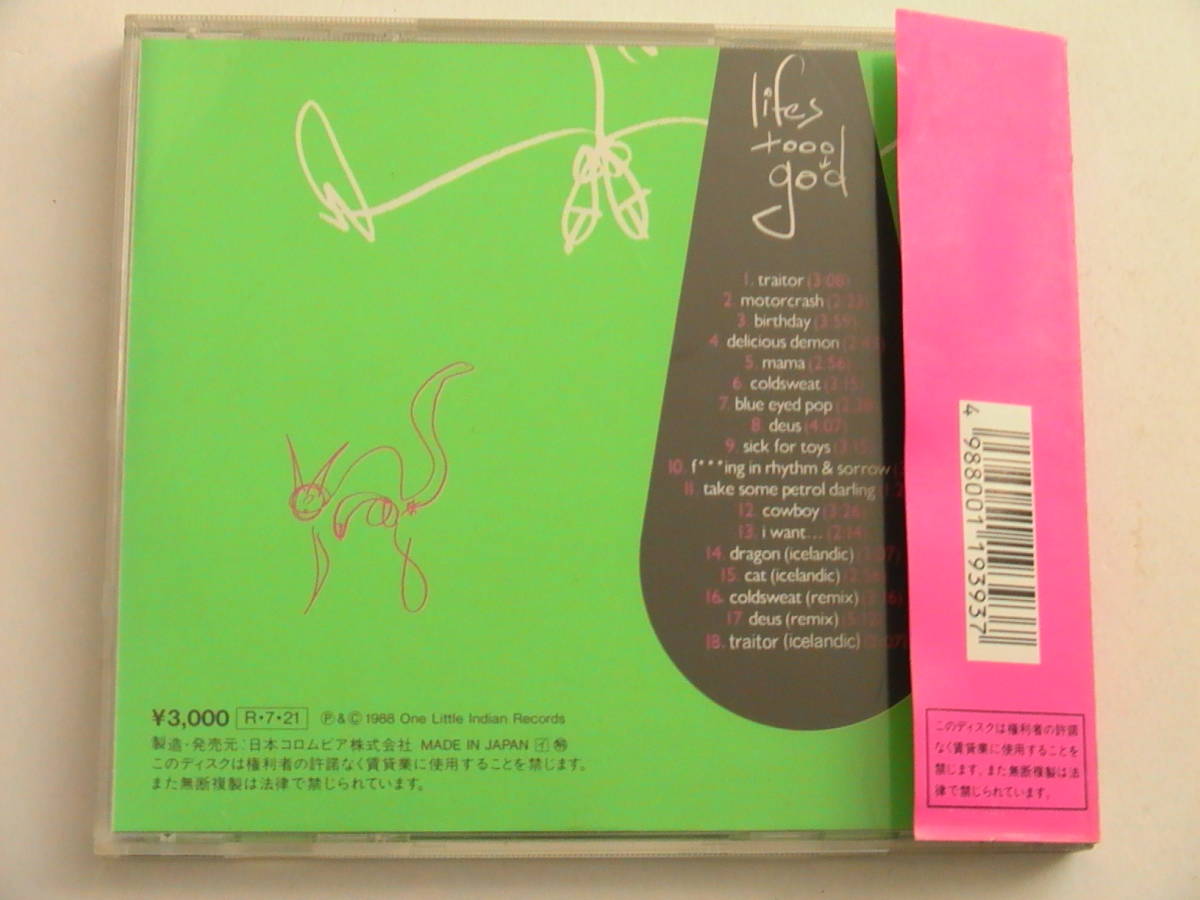 lifes
tooo
good
1. traitor (3:08)
2. motorcrash (2:23)
3. birthday (3:59)
4. delicious demon
5. mama (2:56)
6. coldsweat (3:15)
7. blue eyed pop
8. deus (4:07)
9. sick for toys (3:15)
10. f***ing in rhythm & sorrow
11. take some petrol darling
12. cowboy (3:26)
13. i want... (2:14)
14. dragon (icelandic)
15. cat (icelandic)
16. coldsweat (remix)
17 deus (remix)
18. traitor (icelandic)
¥3,000 R・7・21 Ⓟ&Ⓒ 1988 One Little Indian Records
製造・発売元:日本コロムビア株式会社 MADE IN JAPAN
このディスクは権利者の許諾なく賃貸業に使用することを禁じます。
また無断複製は法律で禁じられています。
4 988001 193937
このディスクは権利者の許諾
なく賃貸業に使用することを
禁じます。また無断複製は法
律で禁じられています。